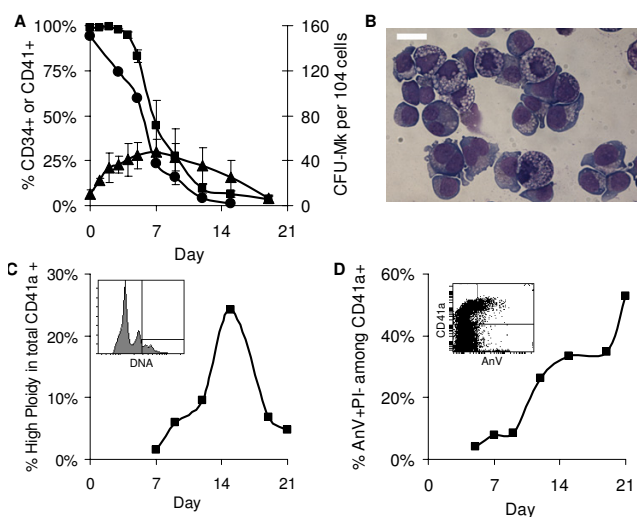 A
100%
75%
50%
25%
0%
% CD34+ or CD41+
160
120
80
40
0
CFU-Mk per 104 cells
0 7 14 21
Day
B
C
30%
20%
10%
0%
% High Ploidy in total CD41a +
DNA
0 7 14 21
Day
D
60%
40%
20%
0%
% AnV+PI- among CD41a+
CD41a
AnV
0 7 14 21
Day